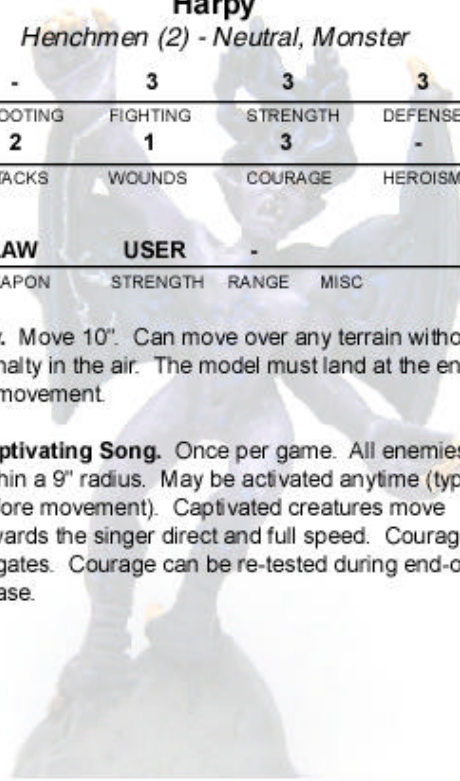 Harpy
Henchmen (2) - Neutral, Monster
- 3 3 3
OOTING FIGHTING STRENGTH DEFENSE
2 1 3 -
TACKS WOUNDS COURAGE HEROISM
LAW USER -
APON STRENGTH RANGE MISC
. Move 10". Can move over any terrain witho
nalty in the air. The model must land at the en
movement.
ptivating Song. Once per game. All enemies
hin a 9" radius. May be activated anytime (typ
fore movement). Captivated creatures move
wards the singer direct and full speed. Courag
gates. Courage can be re-tested during end-o
ase.